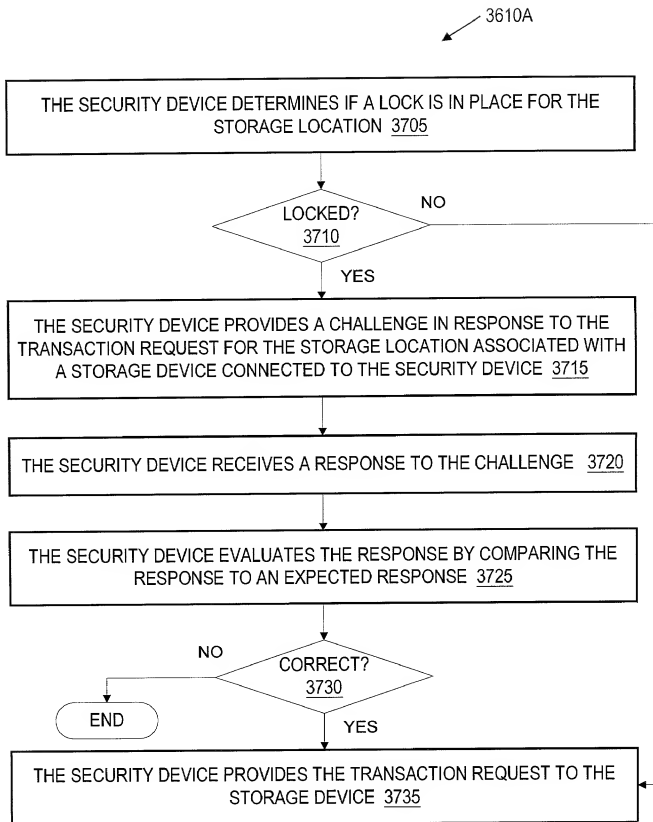 3610A
THE SECURITY DEVICE DETERMINES IF A LOCK IS IN PLACE FOR THE
STORAGE LOCATION 3705
LOCKED?
3710
NO
YES
THE SECURITY DEVICE PROVIDES A CHALLENGE IN RESPONSE TO THE
TRANSACTION REQUEST FOR THE STORAGE LOCATION ASSOCIATED WITH
A STORAGE DEVICE CONNECTED TO THE SECURITY DEVICE 3715
THE SECURITY DEVICE RECEIVES A RESPONSE TO THE CHALLENGE 3720
THE SECURITY DEVICE EVALUATES THE RESPONSE BY COMPARING THE
RESPONSE TO AN EXPECTED RESPONSE 3725
NO
CORRECT?
3730
END
YES
THE SECURITY DEVICE PROVIDES THE TRANSACTION REQUEST TO THE
STORAGE DEVICE 3735